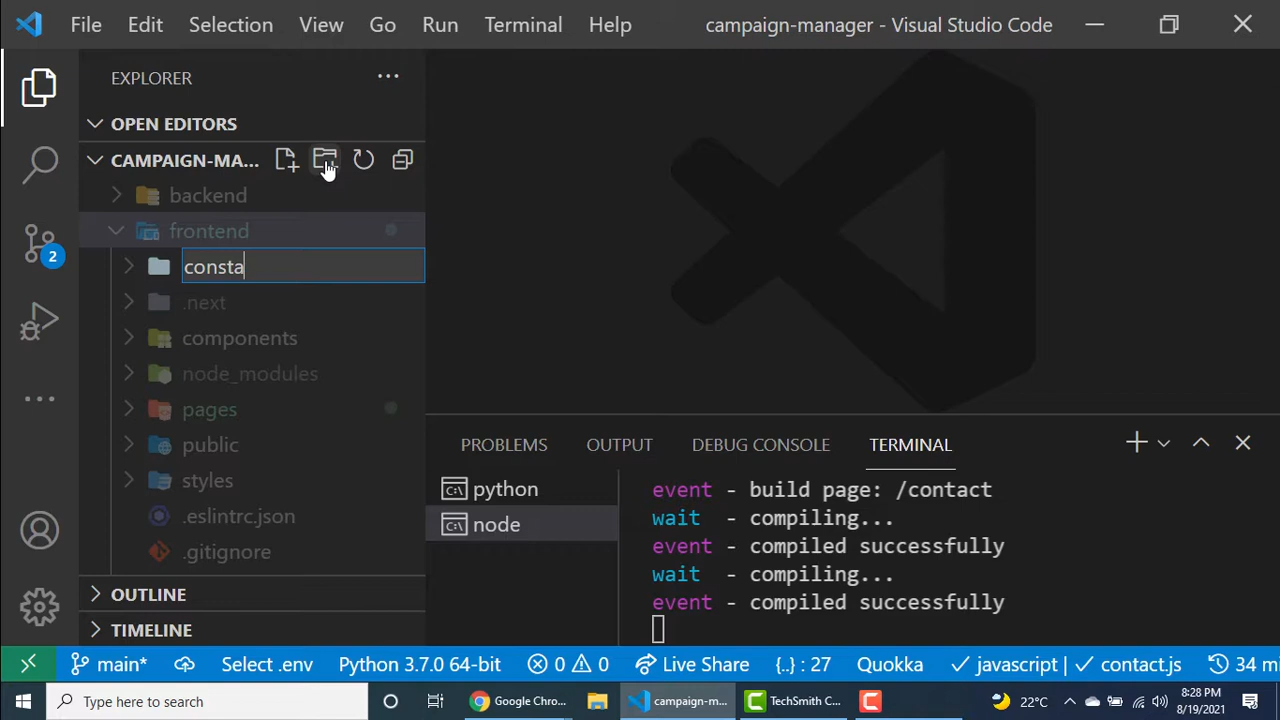 File Edit Selection View Go Run Terminal Help campaign-manager - Visual Studio Code
EXPLORER
OPEN EDITORS
CAMPAIGN-MA...
backend
frontend
consta
.next
components
node_modules
pages
public
styles
.eslintrc.json
.gitignore
OUTLINE
TIMELINE
2
PROBLEMS OUTPUT DEBUG CONSOLE TERMINAL
python
node
event - build page: /contact
wait - compiling...
event - compiled successfully
wait - compiling...
event - compiled successfully
main* Select .env Python 3.7.0 64-bit 0 0 Live Share {..} : 27 Quokka javascript | contact.js 34 mi
Type here to search Google Chro... campaign-m... TechSmith C... 22°C 8:28 PM
8/19/2021